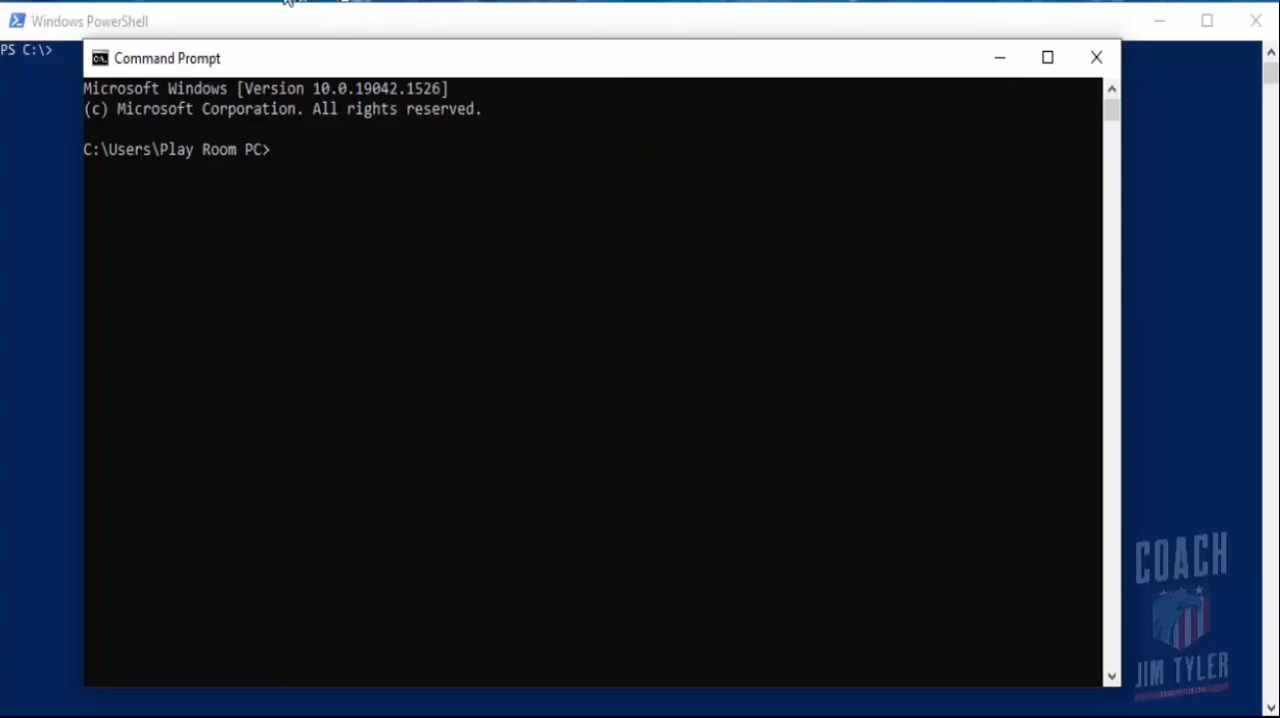 Windows PowerShell
PS C:\>
Command Prompt
Microsoft Windows [Version 10.0.19042.1526]
(c) Microsoft Corporation. All rights reserved.
C:\Users\Play Room PC>
COACH
JIM TYLER